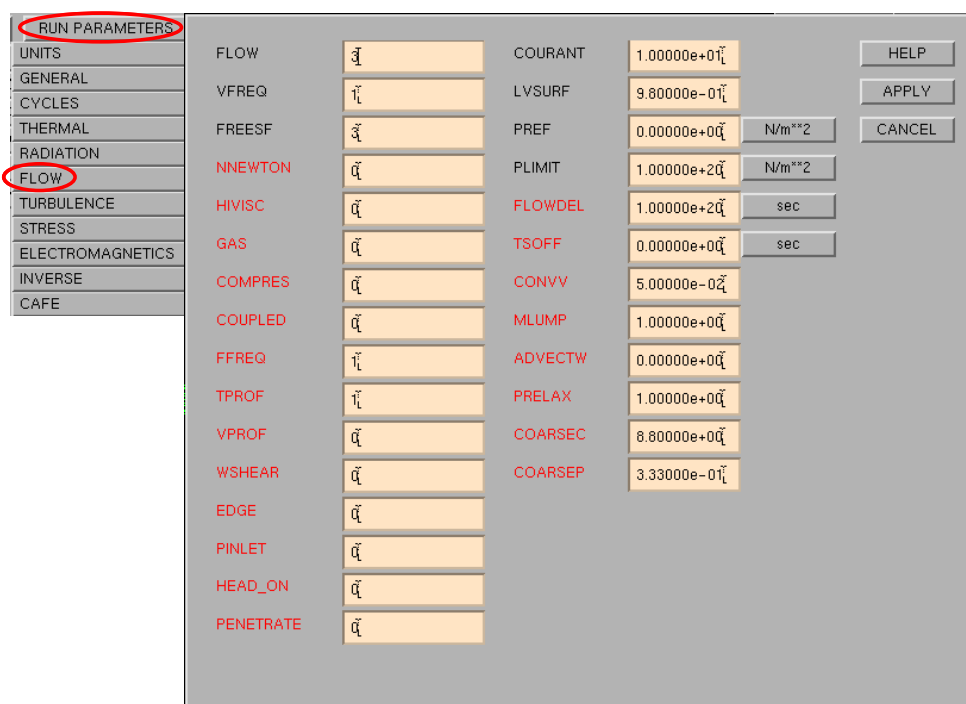 RUN PARAMETERS
UNITS
GENERAL
CYCLES
THERMAL
RADIATION
FLOW
TURBULENCE
STRESS
ELECTROMAGNETICS
INVERSE
CAFE
FLOW 3 COURANT 1.00000e+01 HELP
VFREQ 1 LVSURF 9.80000e-01 APPLY
FREESF 3 PREF 0.00000e+00 N/m**2 CANCEL
NNEWTON 0 PLIMIT 1.00000e+20 N/m**2
HIVISC 0 FLOWDEL 1.00000e+20 sec
GAS 0 TSOFF 0.00000e+00 sec
COMPRES 0 CONVV 5.00000e-02
COUPLED 0 MLUMP 1.00000e+00
FFREQ 1 ADVECTW 0.00000e+00
TPROF 1 PRELAX 1.00000e+00
VPROF 0 COARSEC 8.80000e+00
WSHEAR 0 COARSEP 3.33000e-01
EDGE 0
PINLET 0
HEAD_ON 0
PENETRATE 0